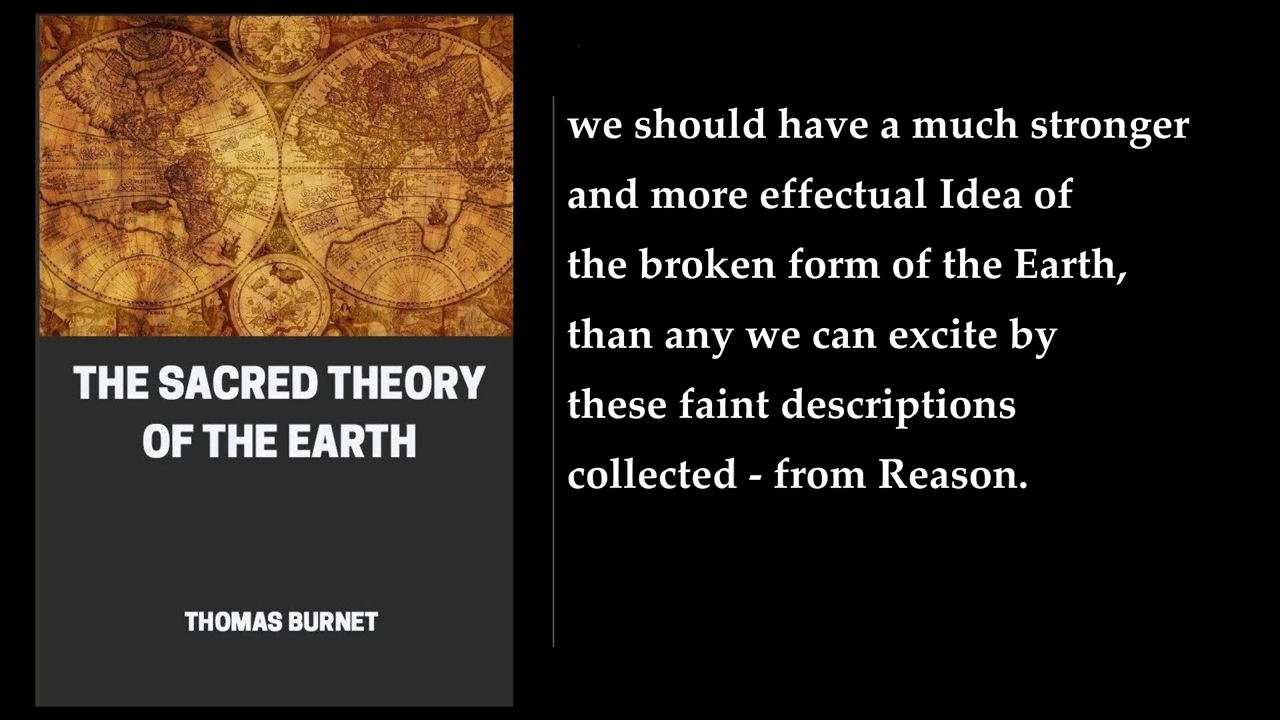 THE SACRED THEORY
OF THE EARTH
THOMAS BURNET
we should have a much stronger
and more effectual Idea of
the broken form of the Earth,
than any we can excite by
these faint descriptions
collected - from Reason.